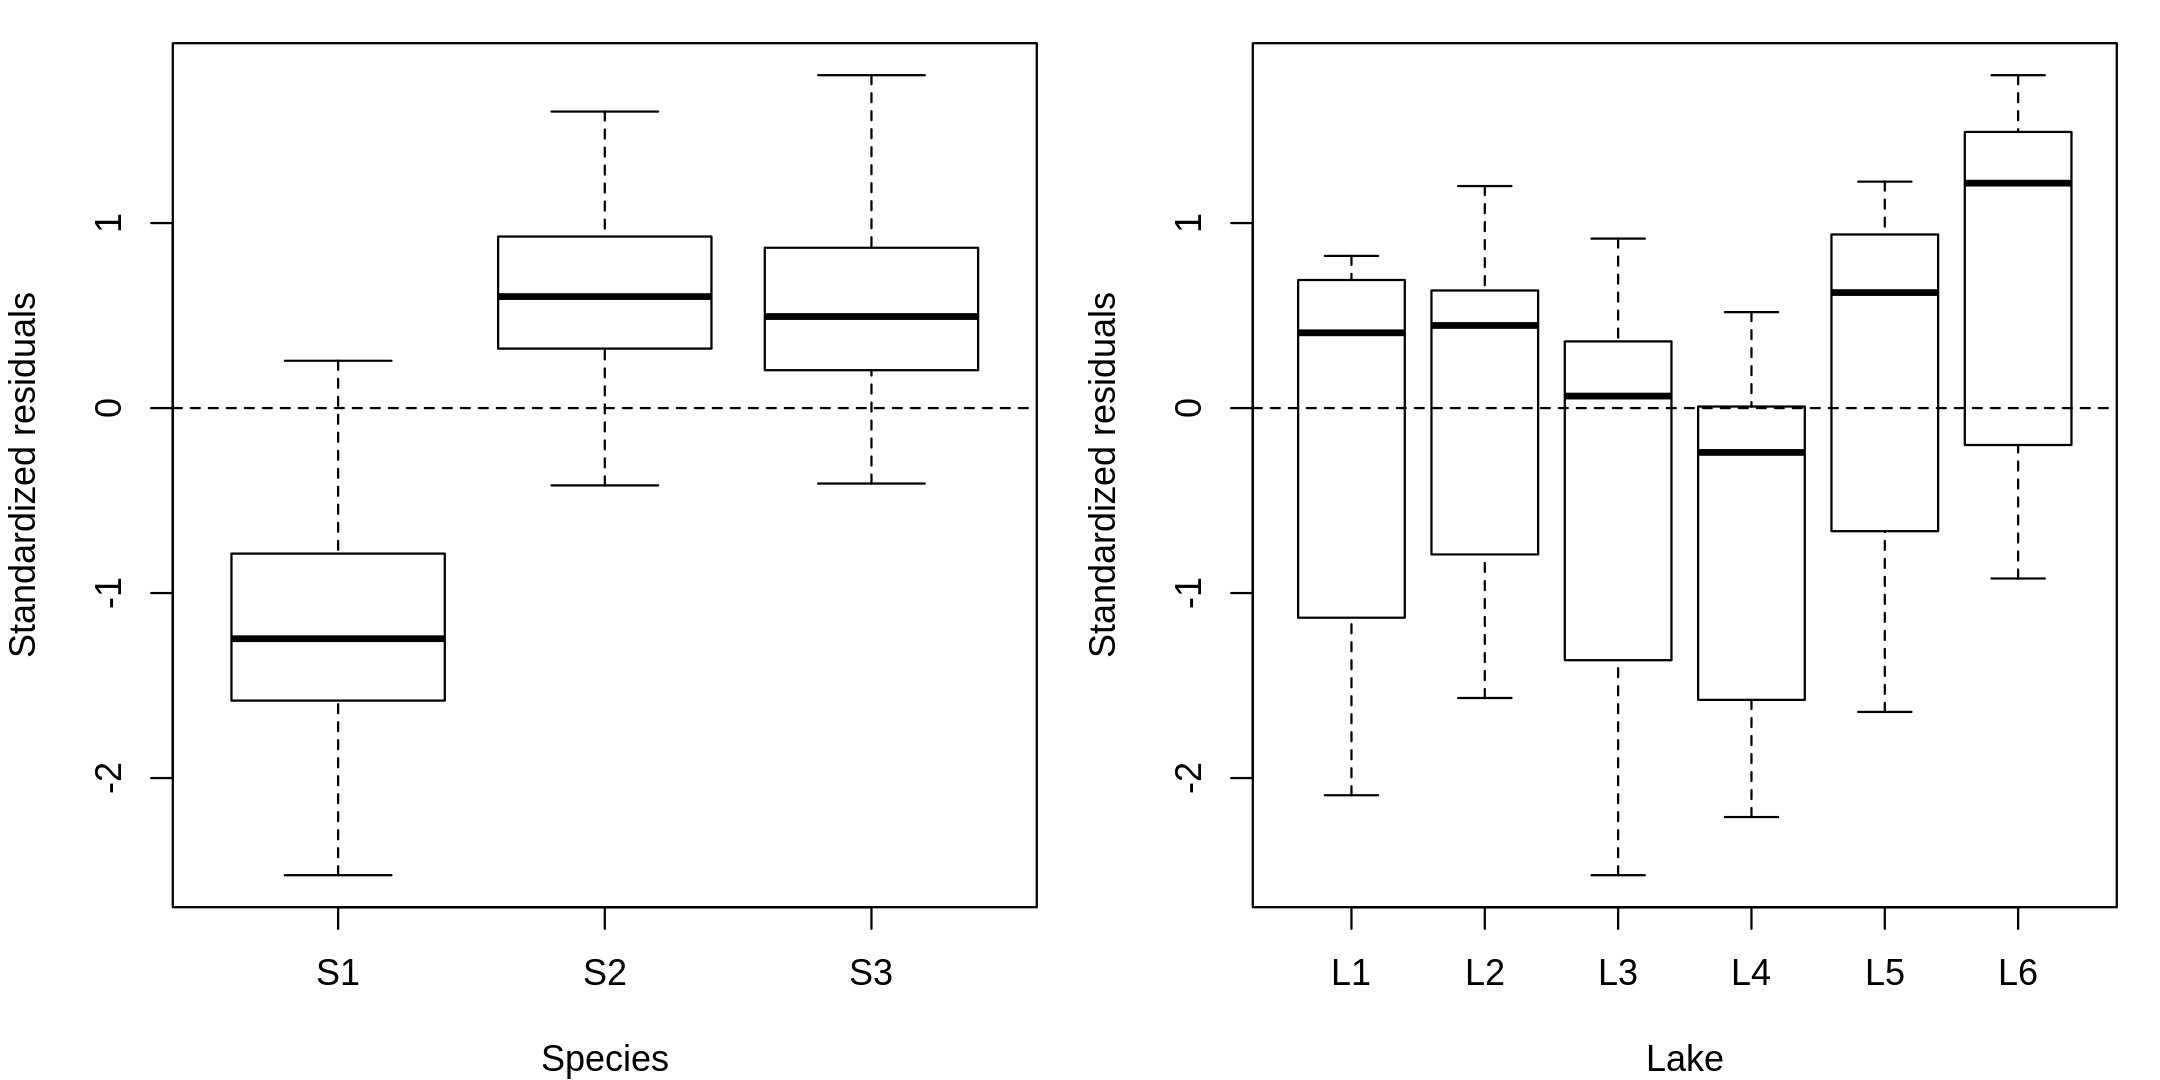 Standardized residuals
1
0
-1
-2
S1 S2 S3
Species
Standardized residuals
1
0
-1
-2
L1 L2 L3 L4 L5 L6
Lake